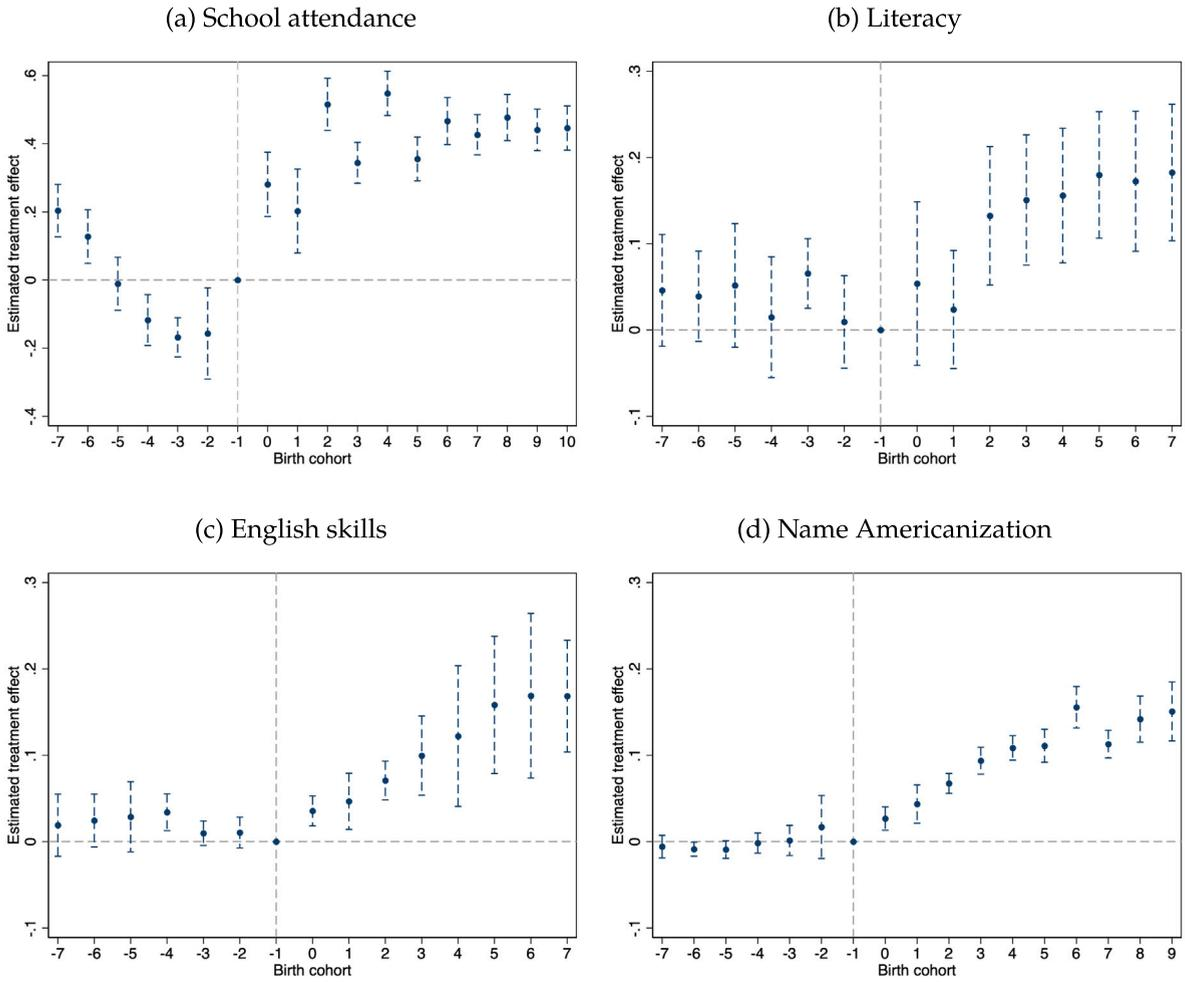 (a) School attendance
Estimated treatment effect
.6
.4
.2
0
-.2
-.4
-7 -6 -5 -4 -3 -2 -1 0 1 2 3 4 5 6 7 8 9 10
Birth cohort
(b) Literacy
Estimated treatment effect
.3
.2
.1
0
-.1
-7 -6 -5 -4 -3 -2 -1 0 1 2 3 4 5 6 7
Birth cohort
(c) English skills
Estimated treatment effect
.3
.2
.1
0
-.1
-7 -6 -5 -4 -3 -2 -1 0 1 2 3 4 5 6 7
Birth cohort
(d) Name Americanization
Estimated treatment effect
.3
.2
.1
0
-.1
-7 -6 -5 -4 -3 -2 -1 0 1 2 3 4 5 6 7 8 9
Birth cohort